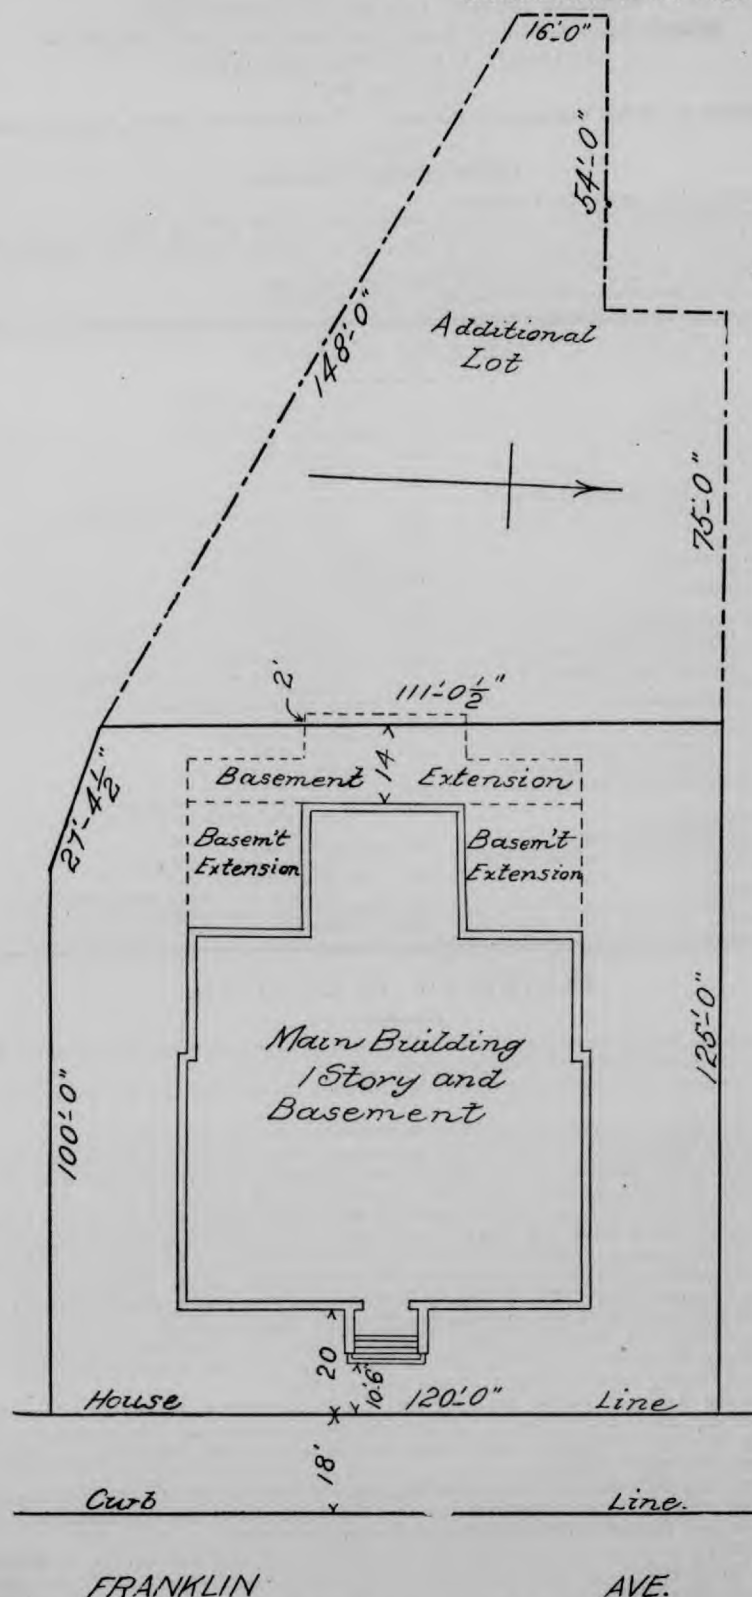 16'-0"
54'-0"
148'-0"
Additional
Lot
75'-0"
2'
111'-0½"
14
Basement Extension
27'-4½"
Basem't
Extension
Basem't
Extension
Main Building
1 Story and
Basement
100'-0"
125'-0"
20
10'6"
House 120'-0" Line
18'
Curb Line.
FRANKLIN AVE.